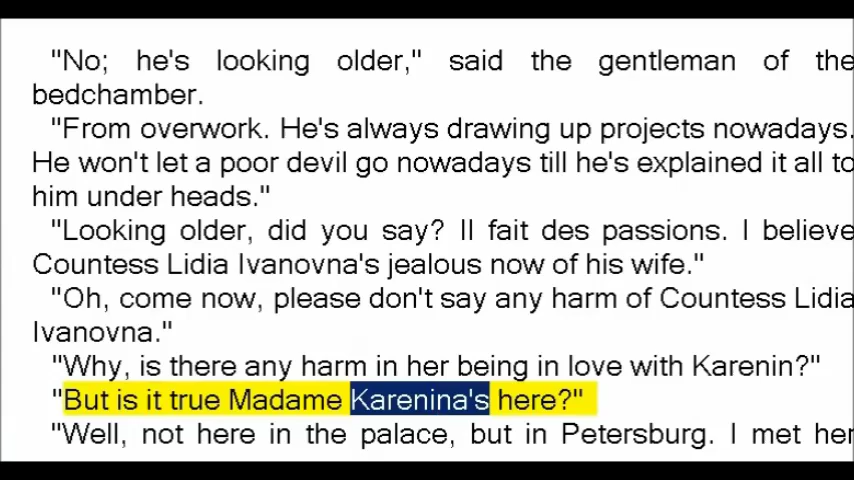 "No; he's looking older," said the gentleman of the
bedchamber.
"From overwork. He's always drawing up projects nowadays.
He won't let a poor devil go nowadays till he's explained it all to
him under heads."
"Looking older, did you say? Il fait des passions. I believe
Countess Lidia Ivanovna's jealous now of his wife."
"Oh, come now, please don't say any harm of Countess Lidia
Ivanovna."
"Why, is there any harm in her being in love with Karenin?"
"But is it true Madame Karenina's here?"
"Well, not here in the palace, but in Petersburg. I met her